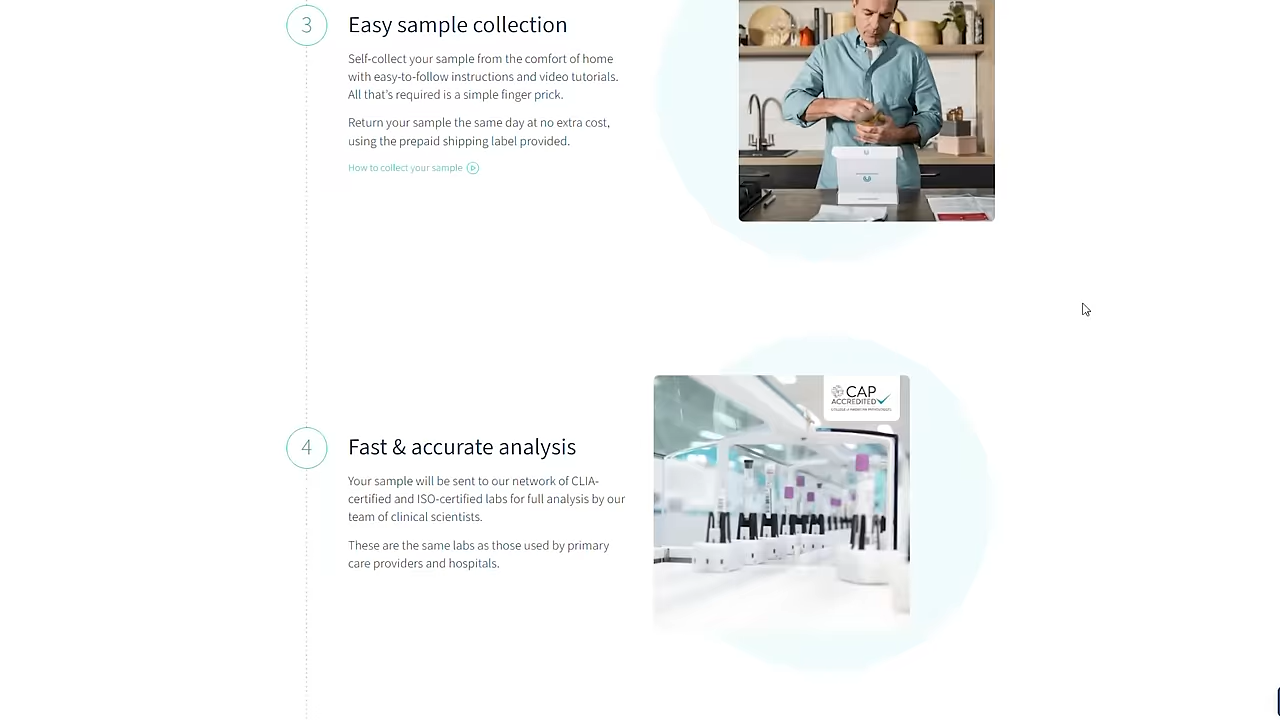 3
Easy sample collection
Self-collect your sample from the comfort of home
with easy-to-follow instructions and video tutorials.
All that's required is a simple finger prick.
Return your sample the same day at no extra cost,
using the prepaid shipping label provided.
How to collect your sample
CAP
ACCREDITED
4
Fast & accurate analysis
Your sample will be sent to our network of CLIA-
certified and ISO-certified labs for full analysis by our
team of clinical scientists.
These are the same labs as those used by primary
care providers and hospitals.